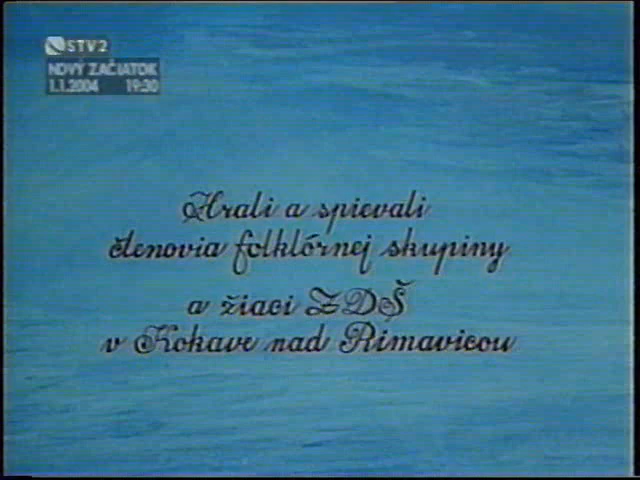 STV2
NOVÝ ZAČIATOK
1.1.2004 19:30
Hrali a spievali
členovia folklórnej skupiny
a žiaci ZDŠ
v Kokave nad Rimavicou